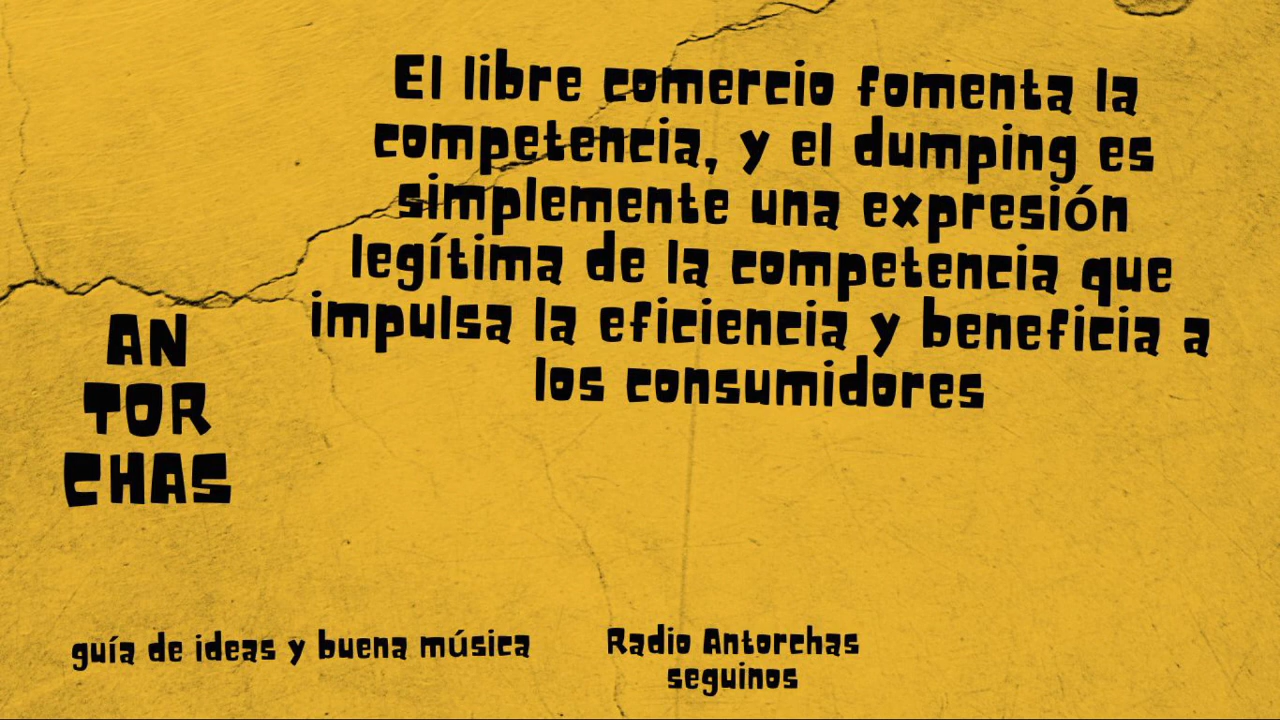 El libre comercio fomenta la
competencia, y el dumping es
simplemente una expresión
legítima de la competencia que
impulsa la eficiencia y beneficia a
los consumidores
AN
TOR
CHAS
guía de ideas y buena música
Radio Antorchas
seguinos